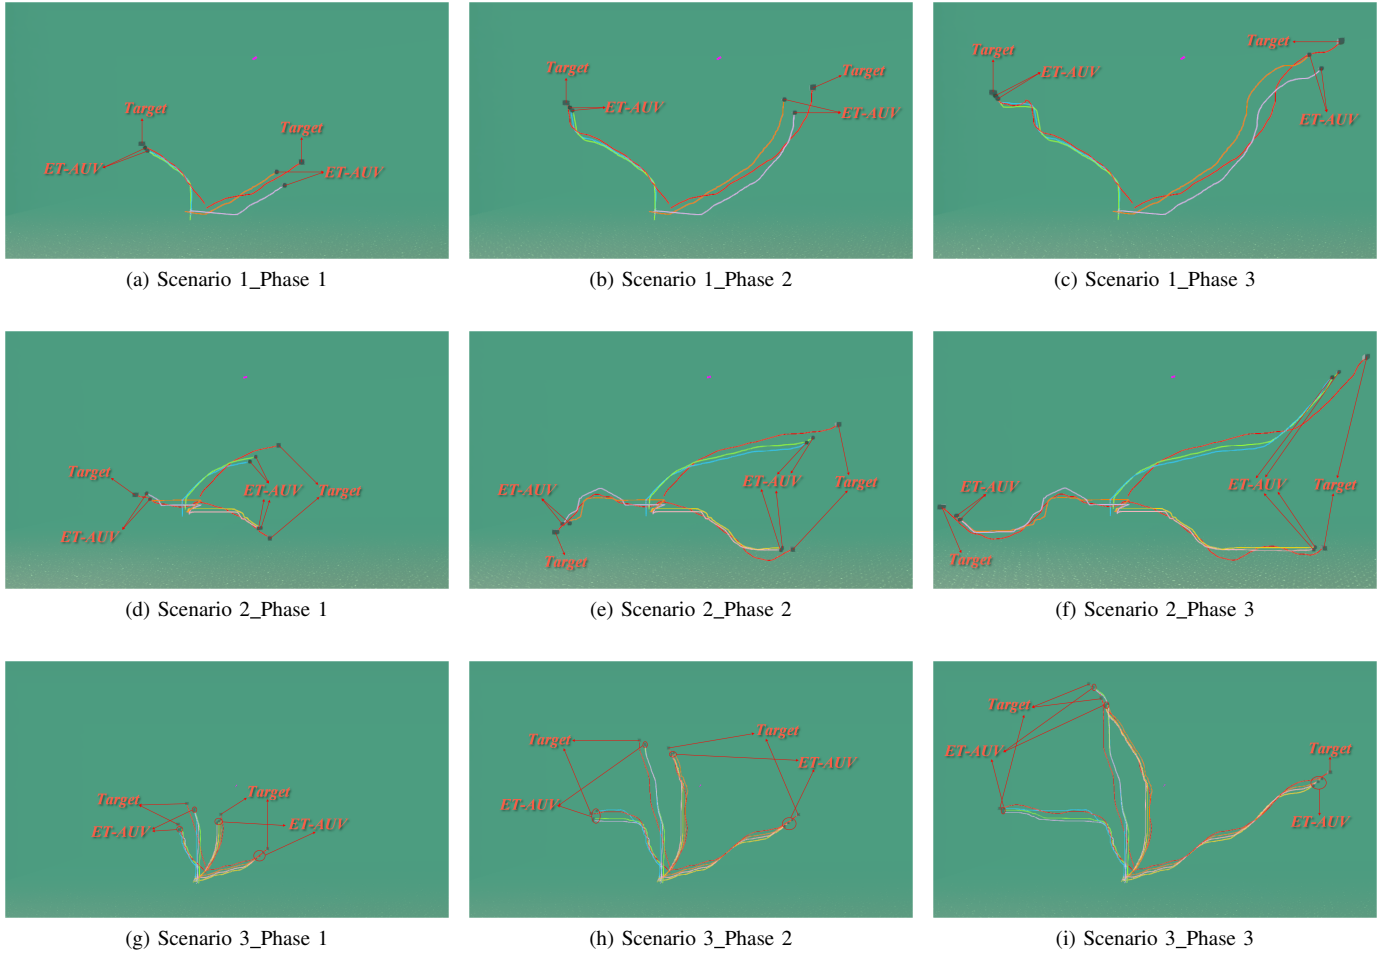 Target
Target
ET-AUV
ET-AUV
Target
Target
ET-AUV
ET-AUV
Target
Target
ET-AUV
ET-AUV
(a) Scenario 1_Phase 1
(b) Scenario 1_Phase 2
(c) Scenario 1_Phase 3
Target
ET-AUV
Target
ET-AUV
ET-AUV
ET-AUV
Target
Target
ET-AUV
ET-AUV
Target
Target
(d) Scenario 2_Phase 1
(e) Scenario 2_Phase 2
(f) Scenario 2_Phase 3
Target
Target
ET-AUV
ET-AUV
Target
Target
ET-AUV
ET-AUV
Target
ET-AUV
Target
ET-AUV
(g) Scenario 3_Phase 1
(h) Scenario 3_Phase 2
(i) Scenario 3_Phase 3